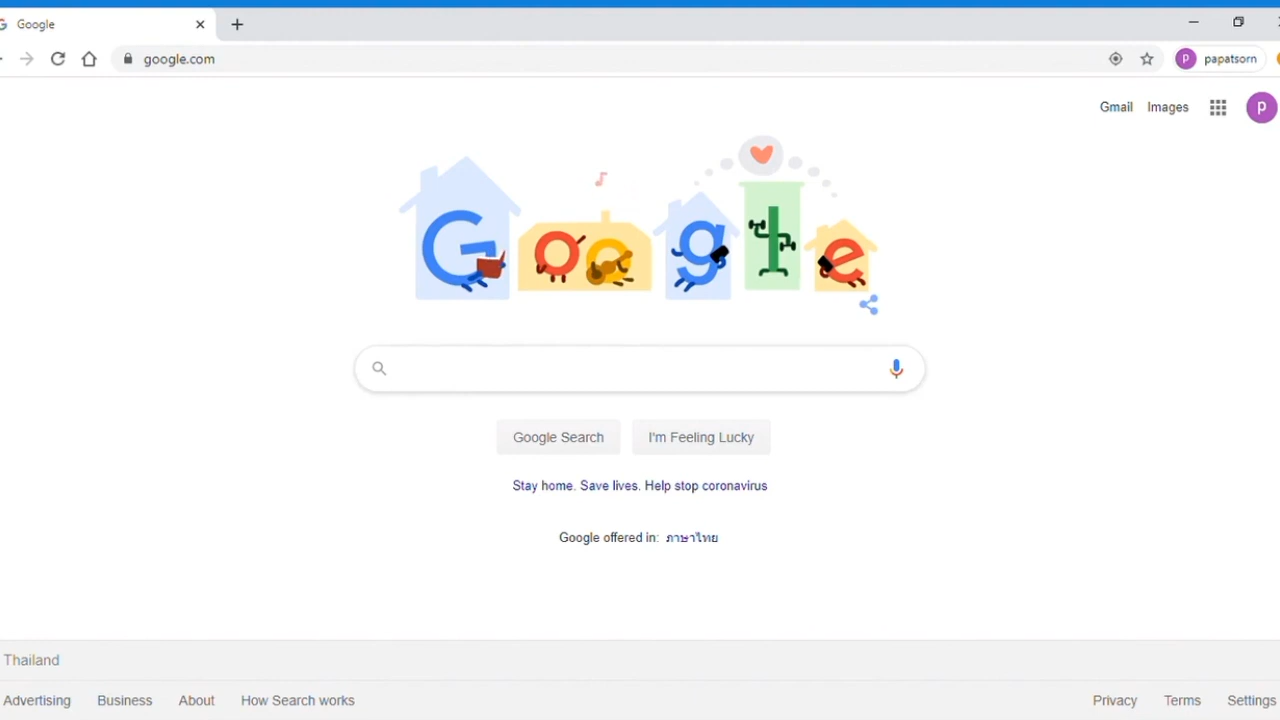 Google
google.com
papatsorn
Gmail Images
P
Google
Google Search I'm Feeling Lucky
Stay home. Save lives. Help stop coronavirus
Google offered in: ภาษาไทย
Thailand
Advertising Business About How Search works Privacy Terms Settings